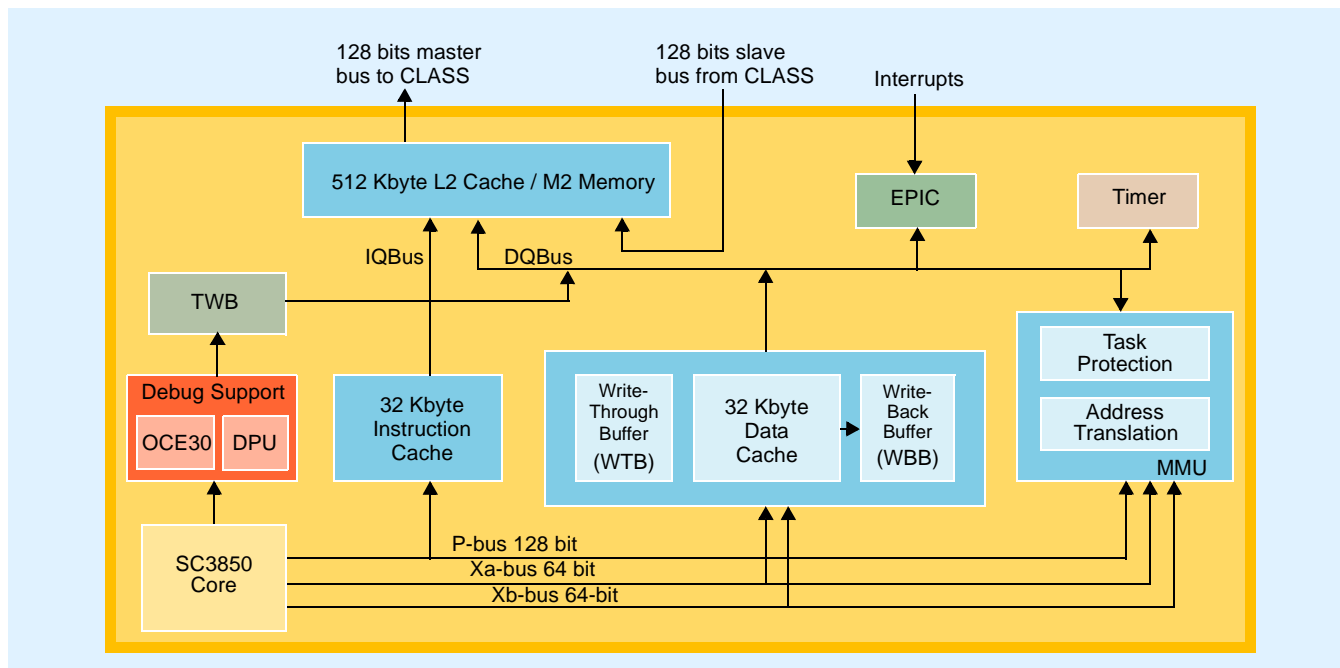 128 bits master
bus to CLASS
128 bits slave
bus from CLASS
Interrupts
512 Kbyte L2 Cache / M2 Memory
EPIC
Timer
IQBus
DQBus
TWB
Task
Protection
Address
Translation
MMU
Debug Support
OCE30
DPU
32 Kbyte
Instruction
Cache
Write-
Through
Buffer
(WTB)
32 Kbyte
Data
Cache
Write-
Back
Buffer
(WBB)
SC3850
Core
P-bus 128 bit
Xa-bus 64 bit
Xb-bus 64-bit